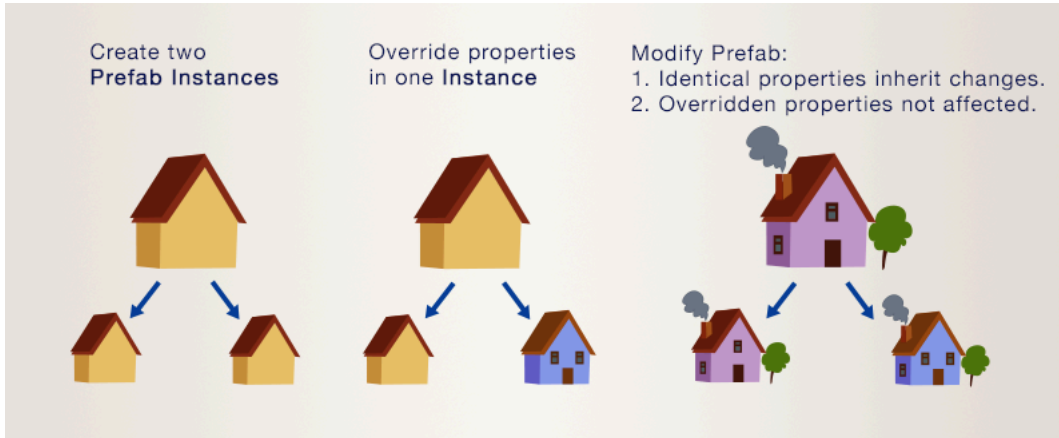 Create two
Prefab Instances
Override properties
in one Instance
Modify Prefab:
1. Identical properties inherit changes.
2. Overridden properties not affected.